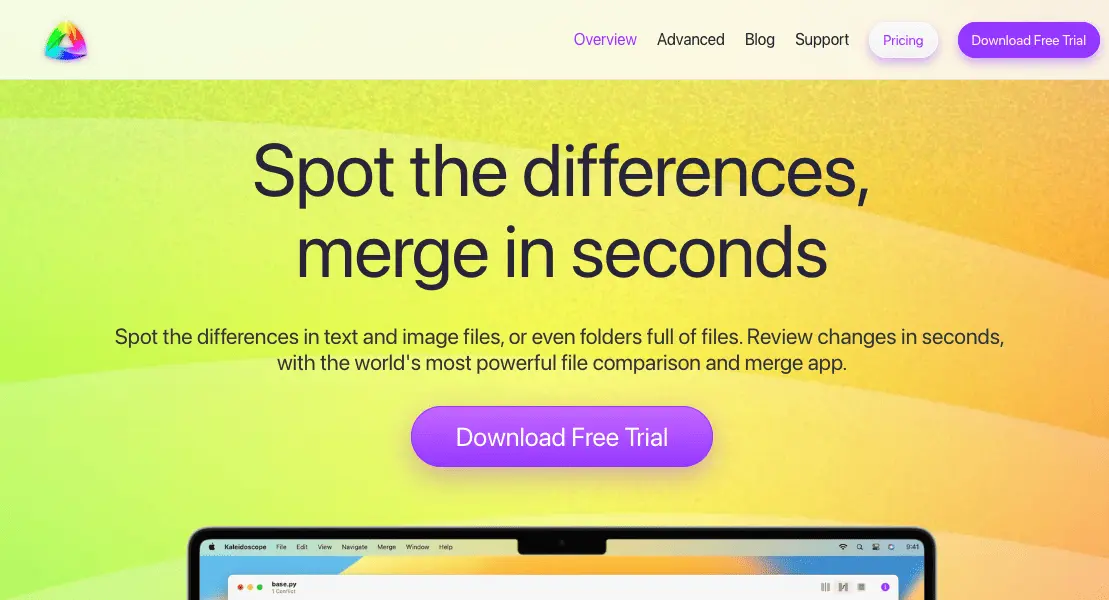 Overview Advanced Blog Support Pricing Download Free Trial
Spot the differences,
merge in seconds
Spot the differences in text and image files, or even folders full of files. Review changes in seconds,
with the world's most powerful file comparison and merge app.
Download Free Trial
Kaleidoscope File Edit View Navigate Merge Window Help 9:41
base.py
1 Conflict